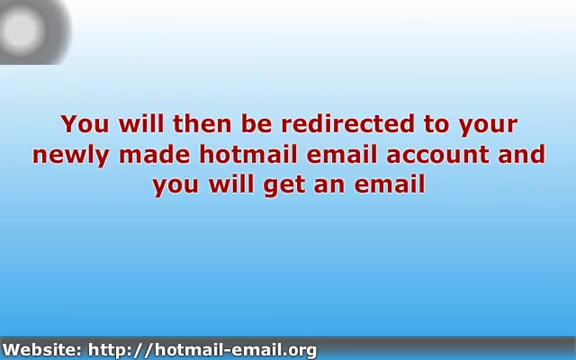 You will then be redirected to your
newly made hotmail email account and
you will get an email
Website: http://hotmail-email.org